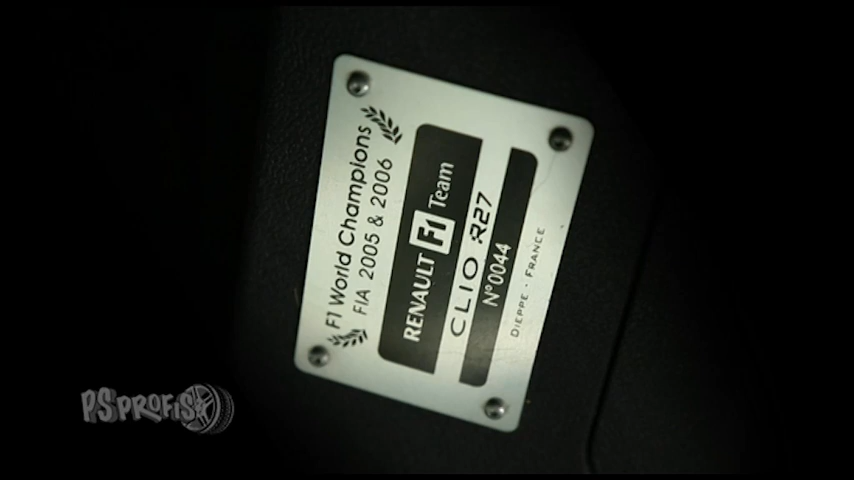 F1 World Champions
FIA 2005 & 2006
RENAULT F1 Team
CLIO R27
N°0044
DIEPPE - FRANCE
PS PROFIS